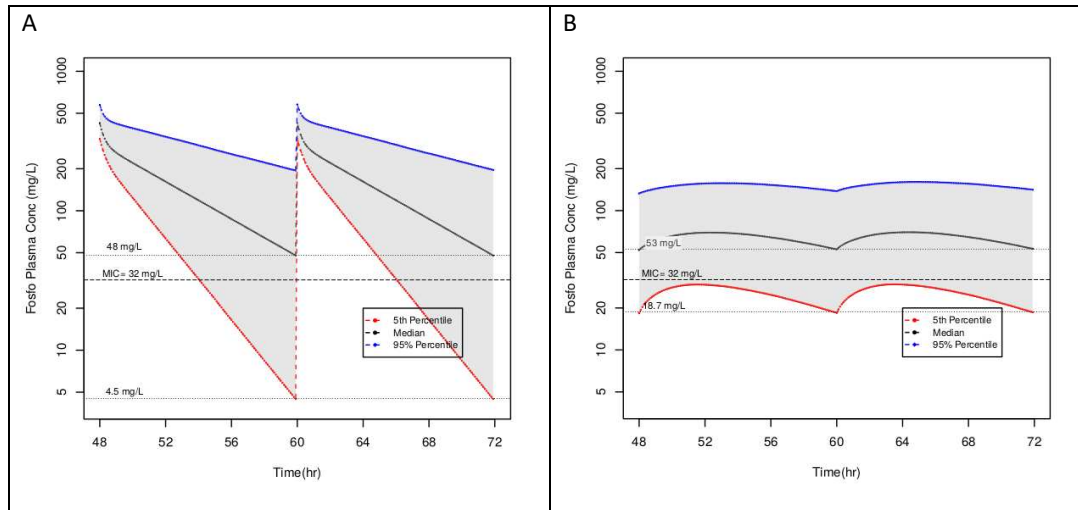 A
Fosfo Plasma Conc (mg/L)
1000
500
200
100
50
20
10
5
48 mg/L
MIC= 32 mg/L
4.5 mg/L
5th Percentile
Median
95% Percentile
48 52 56 60 64 68 72
Time(hr)
B
Fosfo Plasma Conc (mg/L)
1000
500
200
100
50
20
10
5
53 mg/L
MIC= 32 mg/L
18.7 mg/L
5th Percentile
Median
95% Percentile
48 52 56 60 64 68 72
Time(hr)